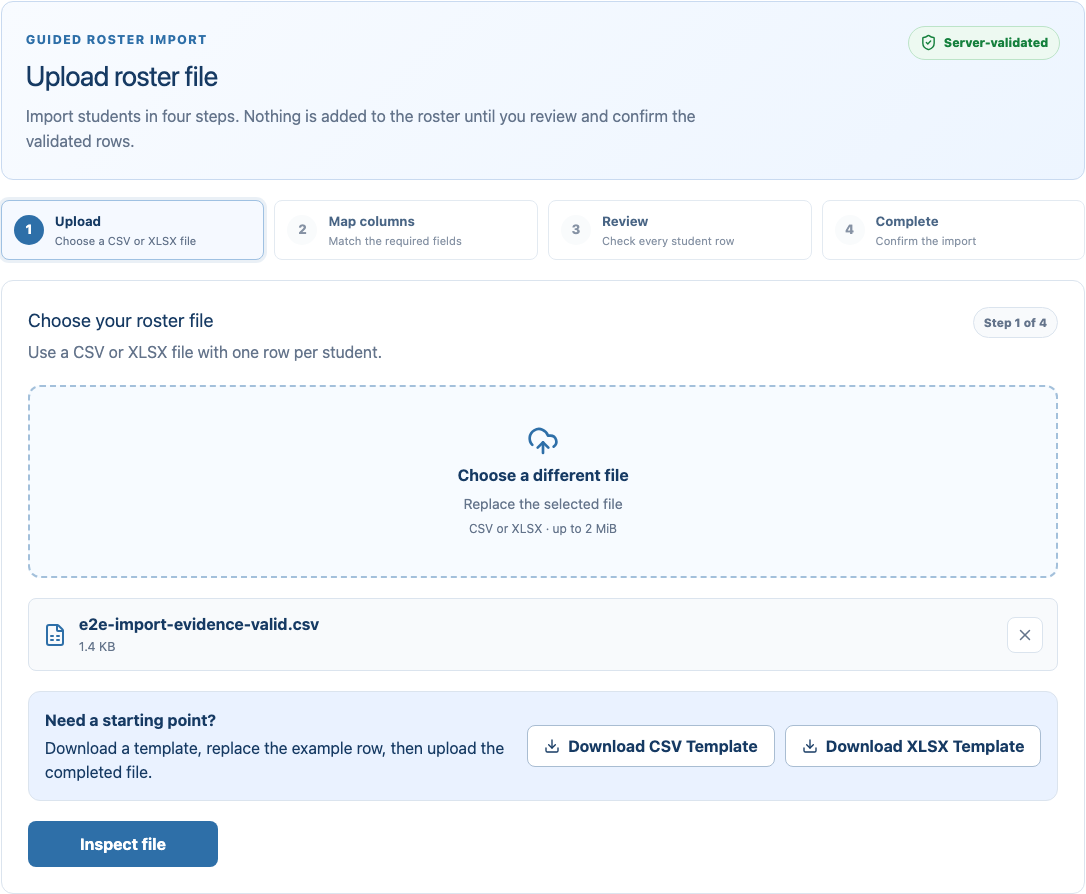 GUIDED ROSTER IMPORT
Server-validated
Upload roster file
Import students in four steps. Nothing is added to the roster until you review and confirm the
validated rows.
1
Upload
Choose a CSV or XLSX file
2
Map columns
Match the required fields
3
Review
Check every student row
4
Complete
Confirm the import
Choose your roster file
Step 1 of 4
Use a CSV or XLSX file with one row per student.
Choose a different file
Replace the selected file
CSV or XLSX · up to 2 MiB
e2e-import-evidence-valid.csv
1.4 KB
Need a starting point?
Download a template, replace the example row, then upload the
completed file.
Download CSV Template
Download XLSX Template
Inspect file